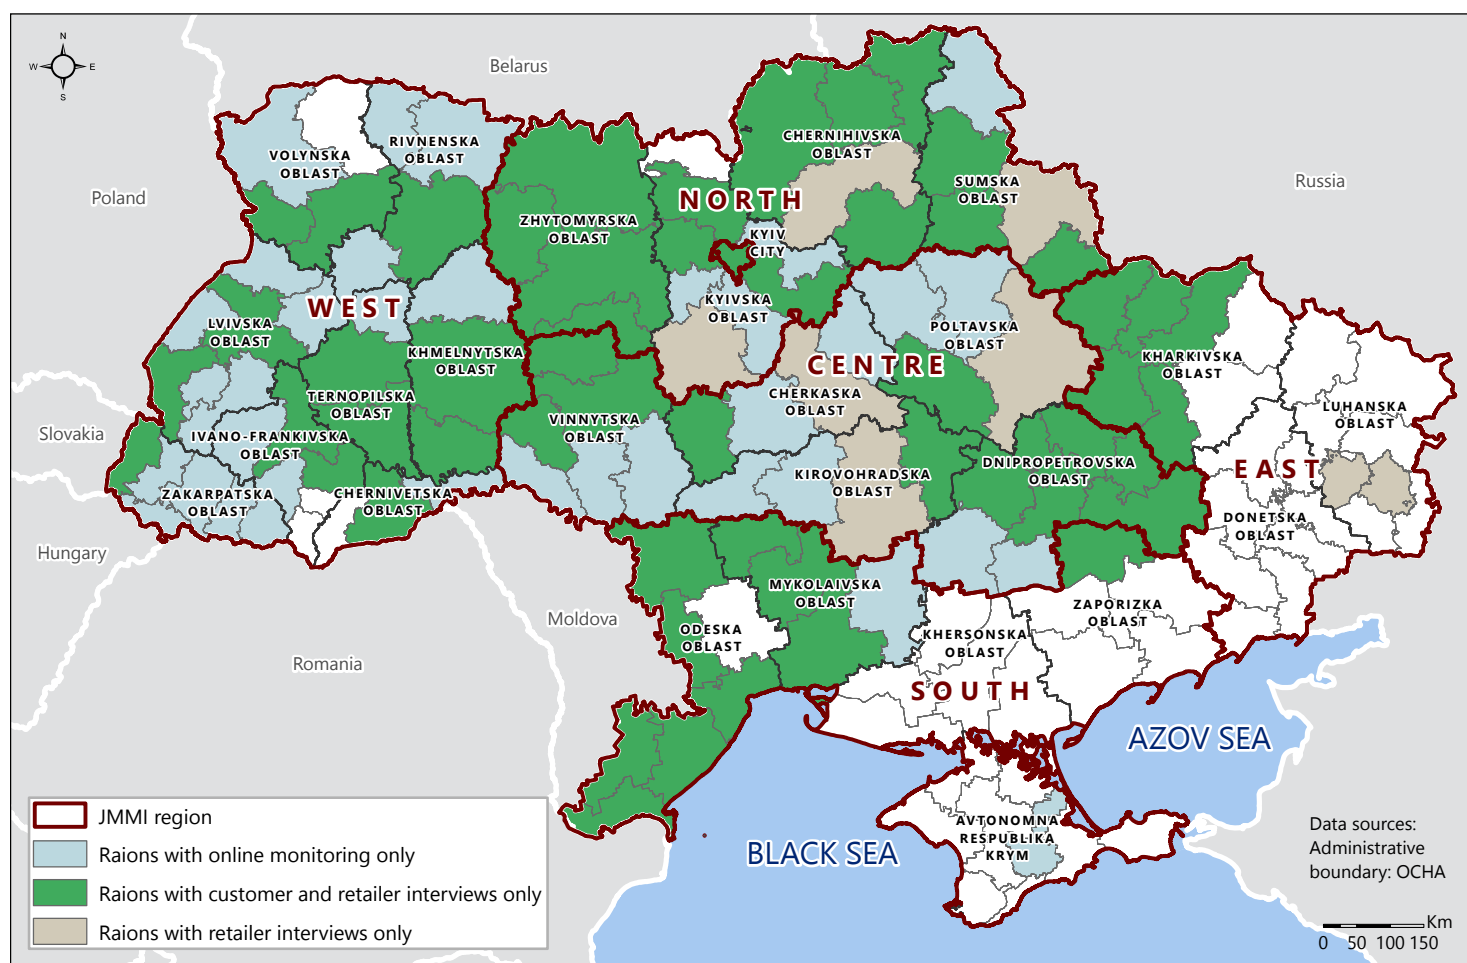 N
W
E
S
Belarus
Poland
Russia
Slovakia
Hungary
Romania
Moldova
VOLYNSKA
OBLAST
RIVNENSKA
OBLAST
CHERNIHIVSKA
OBLAST
SUMSKA
OBLAST
NORTH
ZHYTOMYRSKA
OBLAST
KYIV
CITY
KYIVSKA
OBLAST
WEST
LVIVSKA
OBLAST
KHMELNYTSKA
OBLAST
TERNOPILSKA
OBLAST
IVANO-FRANKIVSKA
OBLAST
ZAKARPATSKA
OBLAST
CHERNIVETSKA
OBLAST
VINNYTSKA
OBLAST
CENTRE
CHERKASKA
OBLAST
POLTAVSKA
OBLAST
KIROVOHRADSKA
OBLAST
DNIPROPETROVSKA
OBLAST
KHARKIVSKA
OBLAST
LUHANSKA
OBLAST
EAST
DONETSKA
OBLAST
ZAPORIZKA
OBLAST
MYKOLAIVSKA
OBLAST
ODESKA
OBLAST
KHERSONSKA
OBLAST
SOUTH
AVTONOMNA
RESPUBLIKA
KRYM
AZOV SEA
BLACK SEA
JMMI region
Raions with online monitoring only
Raions with customer and retailer interviews only
Raions with retailer interviews only
Data sources:
Administrative
boundary: OCHA
Km
0 50 100 150